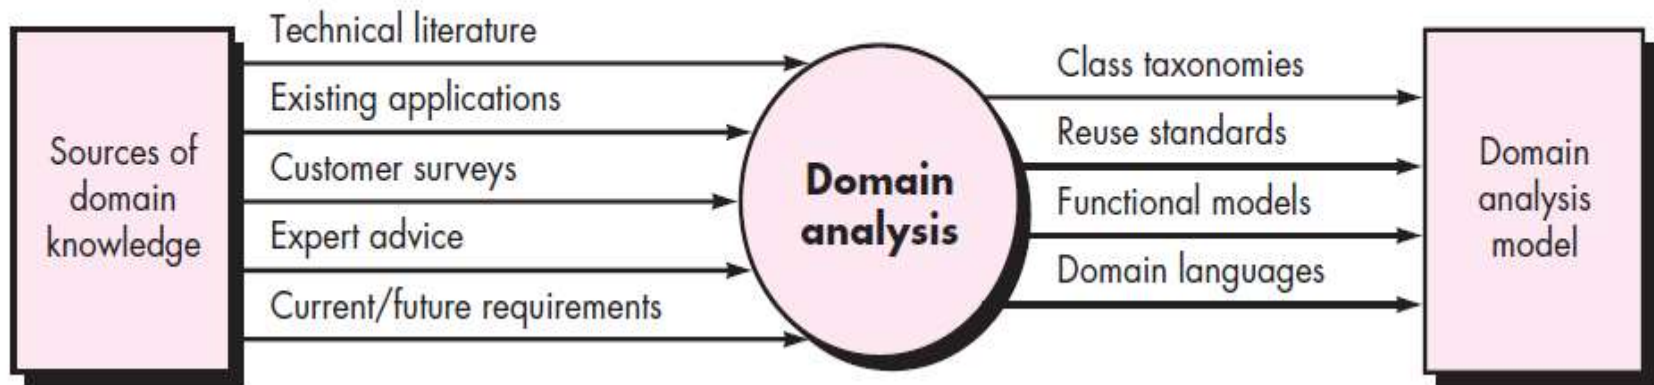 Sources of
domain
knowledge
Technical literature
Existing applications
Customer surveys
Expert advice
Current/future requirements
Domain
analysis
Class taxonomies
Reuse standards
Functional models
Domain languages
Domain
analysis
model